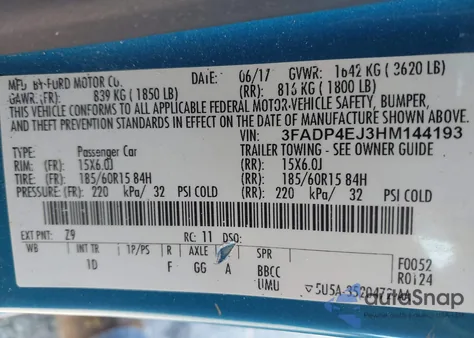 MFD. BY FORD MOTOR CO. DATE: 06/17 GVWR: 1642 KG (3620 LB)
GAWR: (FR): 839 KG (1850 LB) (RR): 816 KG (1800 LB)
THIS VEHICLE CONFORMS TO ALL APPLICABLE FEDERAL MOTOR-VEHICLE SAFETY, BUMPER,
AND THEFT PREVENTION STANDARDS IN EFFECT ON THE DATE OF MANUFACTURE SHOWN ABOVE.
VIN: 3FADP4EJ3HM144193
TYPE: Passenger Car TRAILER TOWING - SEE OWNER GUIDE
RIM: (FR): 15X6.0J (RR): 15X6.0J
TIRE: (FR): 185/60R15 84H (RR): 185/60R15 84H
PRESSURE: (FR): 220 kPa/ 32 PSI COLD (RR): 220 kPa/ 32 PSI COLD
EXT PNT: Z9 RC: 11 DSO:
WB INT TR 1P/PS R AXLE SPR
1D F GG A BBCC F0052
UIMU R0124
5U5A-3520472
autoSnap